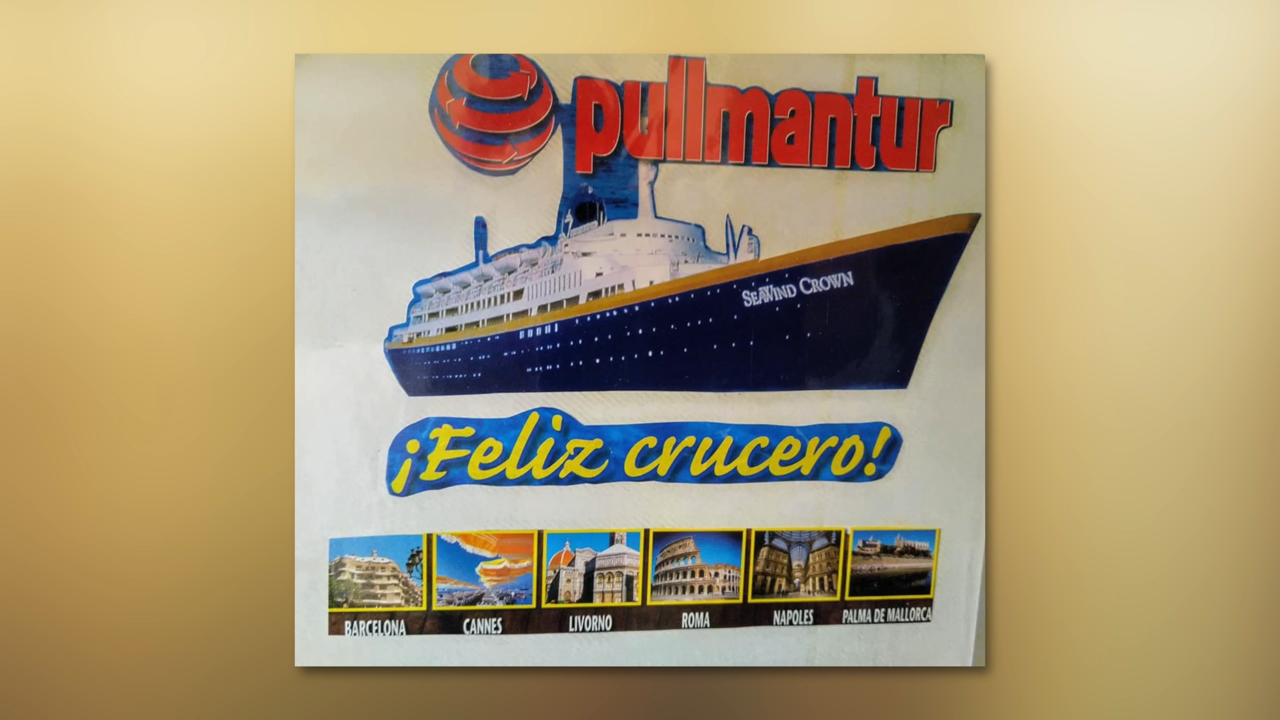 pullmantur
SEAWIND CROWN
¡Feliz crucero!
BARCELONA CANNES LIVORNO ROMA NAPOLES PALMA DE MALLORCA